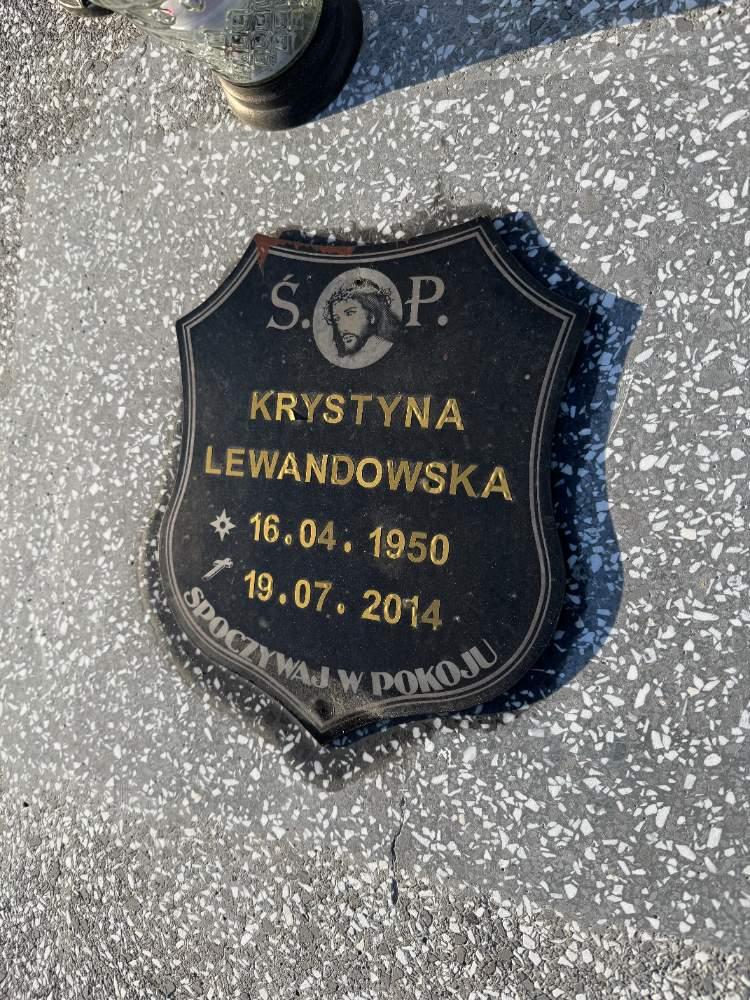 Ś. P.
KRYSTYNA
LEWANDOWSKA
16.04.1950
19.07.2014
SPOCZYWAJ W POKOJU